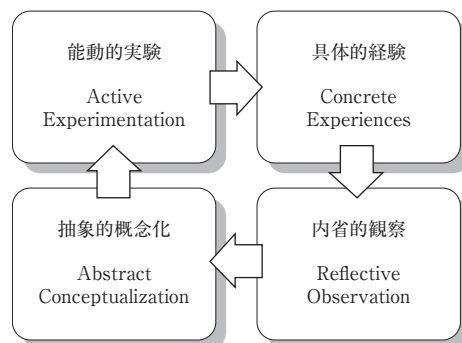 能動的実験
Active
Experimentation
具体的経験
Concrete
Experiences
抽象的概念化
Abstract
Conceptualization
内省的観察
Reflective
Observation